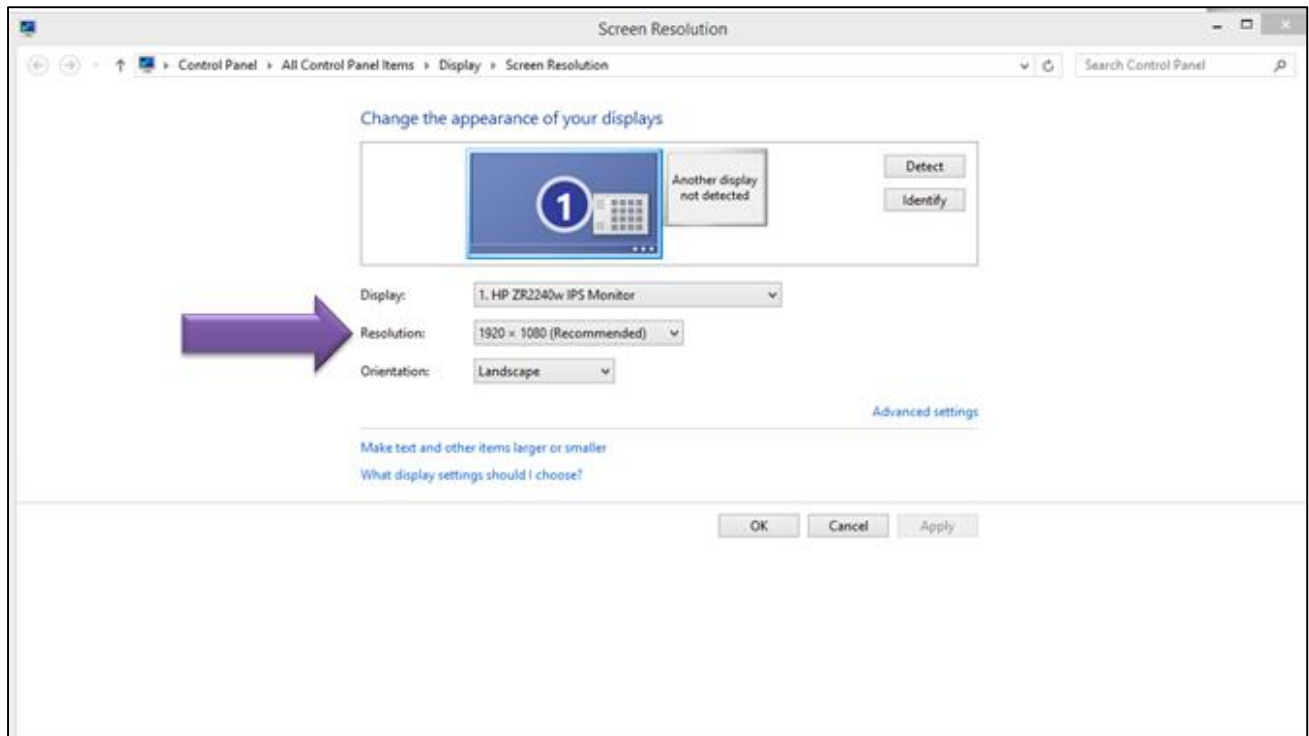 Screen Resolution
Control Panel ▸ All Control Panel Items ▸ Display ▸ Screen Resolution
Search Control Panel
Change the appearance of your displays
1
Another display
not detected
Detect
Identify
Display: 1. HP ZR2240w IPS Monitor
Resolution: 1920 × 1080 (Recommended)
Orientation: Landscape
Advanced settings
Make text and other items larger or smaller
What display settings should I choose?
OK Cancel Apply